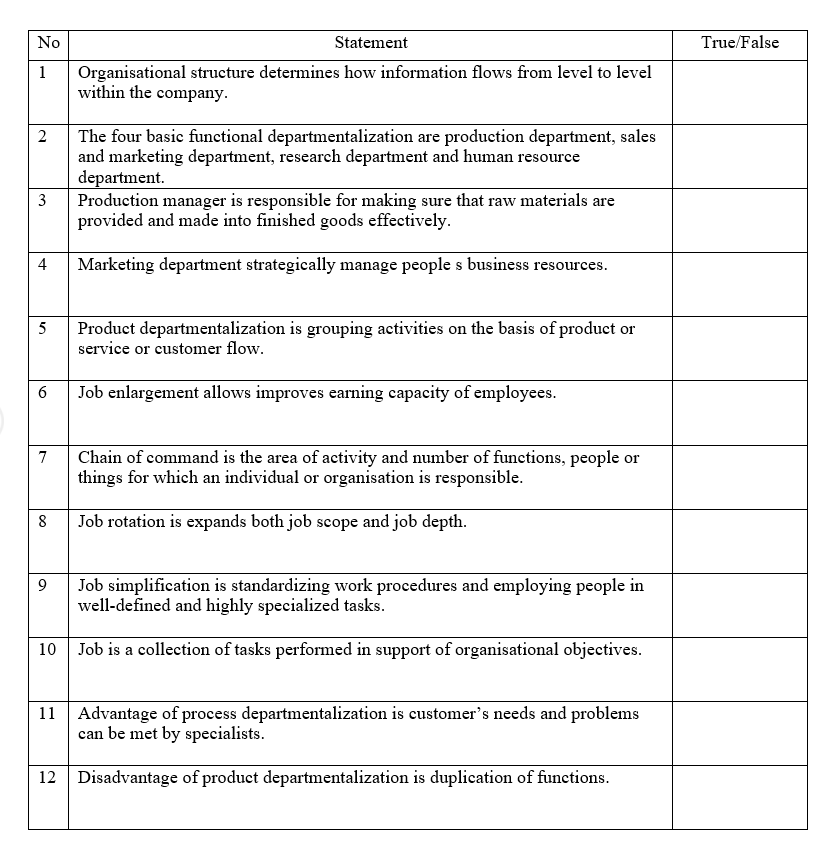 No Statement True/False
1 Organisational structure determines how information flows from level to level
within the company.
2 The four basic functional departmentalization are production department, sales
and marketing department, research department and human resource
department.
3 Production manager is responsible for making sure that raw materials are
provided and made into finished goods effectively.
4 Marketing department strategically manage people s business resources.
5 Product departmentalization is grouping activities on the basis of product or
service or customer flow.
6 Job enlargement allows improves earning capacity of employees.
7 Chain of command is the area of activity and number of functions, people or
things for which an individual or organisation is responsible.
8 Job rotation is expands both job scope and job depth.
9 Job simplification is standardizing work procedures and employing people in
well-defined and highly specialized tasks.
10 Job is a collection of tasks performed in support of organisational objectives.
11 Advantage of process departmentalization is customer’s needs and problems
can be met by specialists.
12 Disadvantage of product departmentalization is duplication of functions.